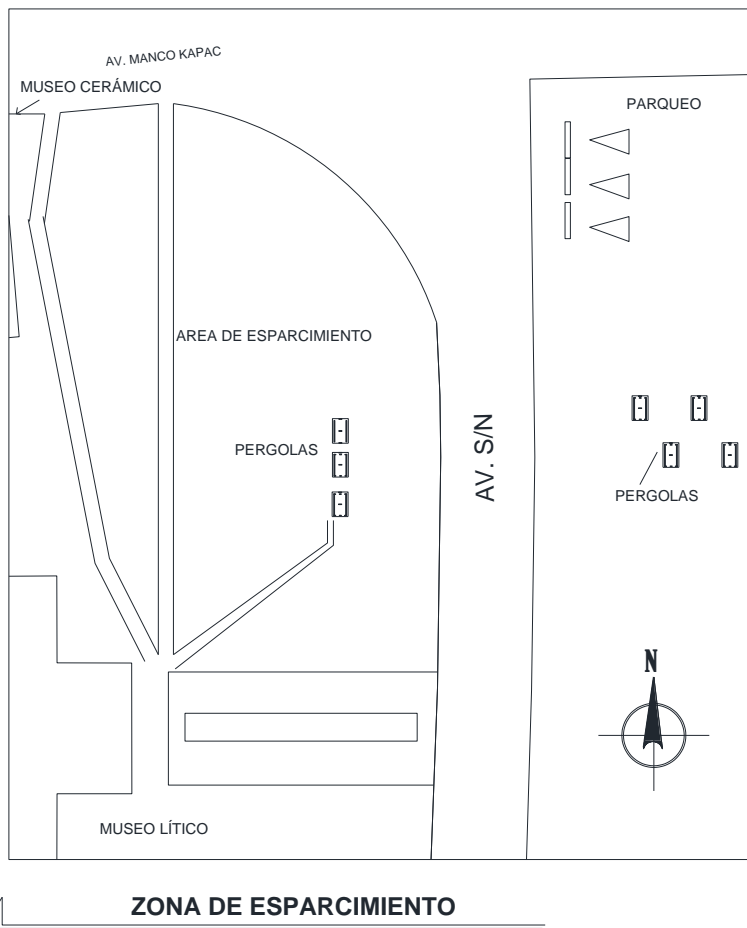 AV. MANCO KAPAC
MUSEO CERÁMICO
PARQUEO
AREA DE ESPARCIMIENTO
PERGOLAS
AV. S/N
PERGOLAS
N
MUSEO LÍTICO
ZONA DE ESPARCIMIENTO